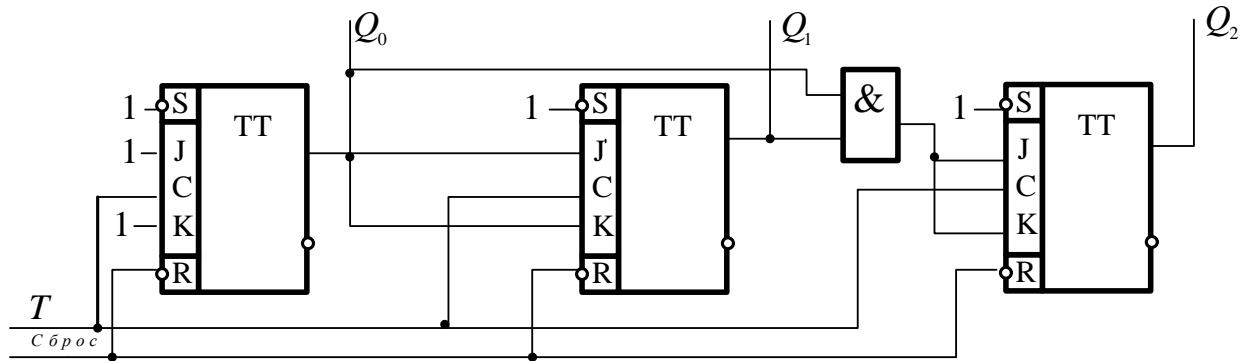 Q₀ Q₁ Q₂
1 S TT 1 S TT & 1 S TT
1 J J' J
C C C
1 K K K
R R R
T
Сброс